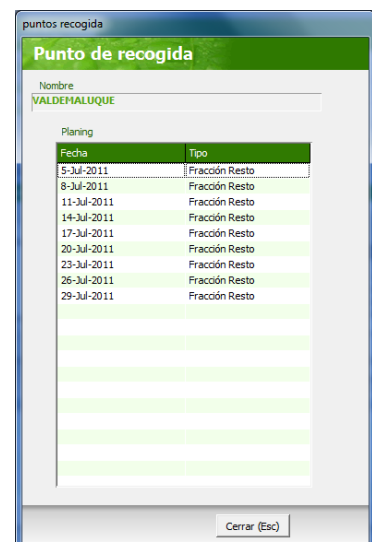 puntos recogida
Punto de recogida
Nombre
VALDEMALUQUE
Planing
Fecha Tipo
5-Jul-2011 Fracción Resto
8-Jul-2011 Fracción Resto
11-Jul-2011 Fracción Resto
14-Jul-2011 Fracción Resto
17-Jul-2011 Fracción Resto
20-Jul-2011 Fracción Resto
23-Jul-2011 Fracción Resto
26-Jul-2011 Fracción Resto
29-Jul-2011 Fracción Resto
Cerrar (Esc)